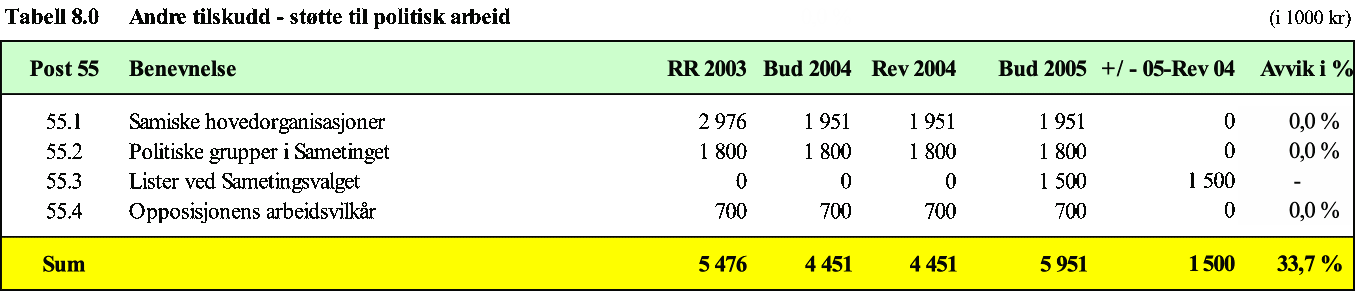 Tabell 8.0 Andre tilskudd - støtte til politisk arbeid (i 1000 kr)
Post 55 Benevnelse RR 2003 Bud 2004 Rev 2004 Bud 2005 +/ - 05-Rev 04 Avvik i %
55.1 Samiske hovedorganisasjoner 2 976 1 951 1 951 1 951 0 0,0 %
55.2 Politiske grupper i Sametinget 1 800 1 800 1 800 1 800 0 0,0 %
55.3 Lister ved Sametingsvalget 0 0 0 1 500 1 500 -
55.4 Opposisjonens arbeidsvilkår 700 700 700 700 0 0,0 %
Sum 5 476 4 451 4 451 5 951 1 500 33,7 %